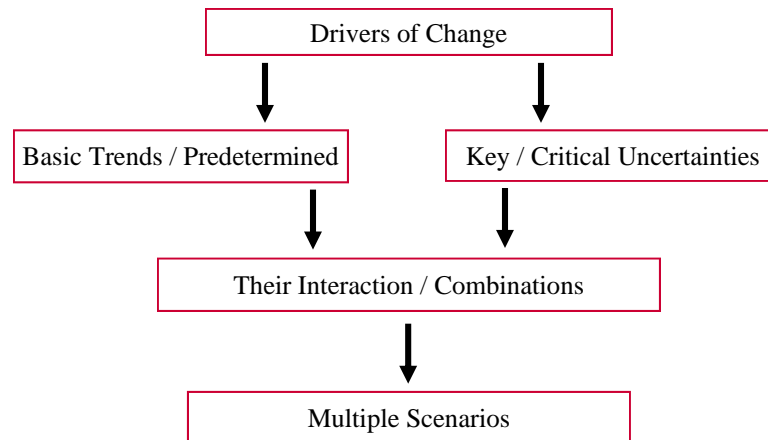 Drivers of Change
Basic Trends / Predetermined
Key / Critical Uncertainties
Their Interaction / Combinations
Multiple Scenarios